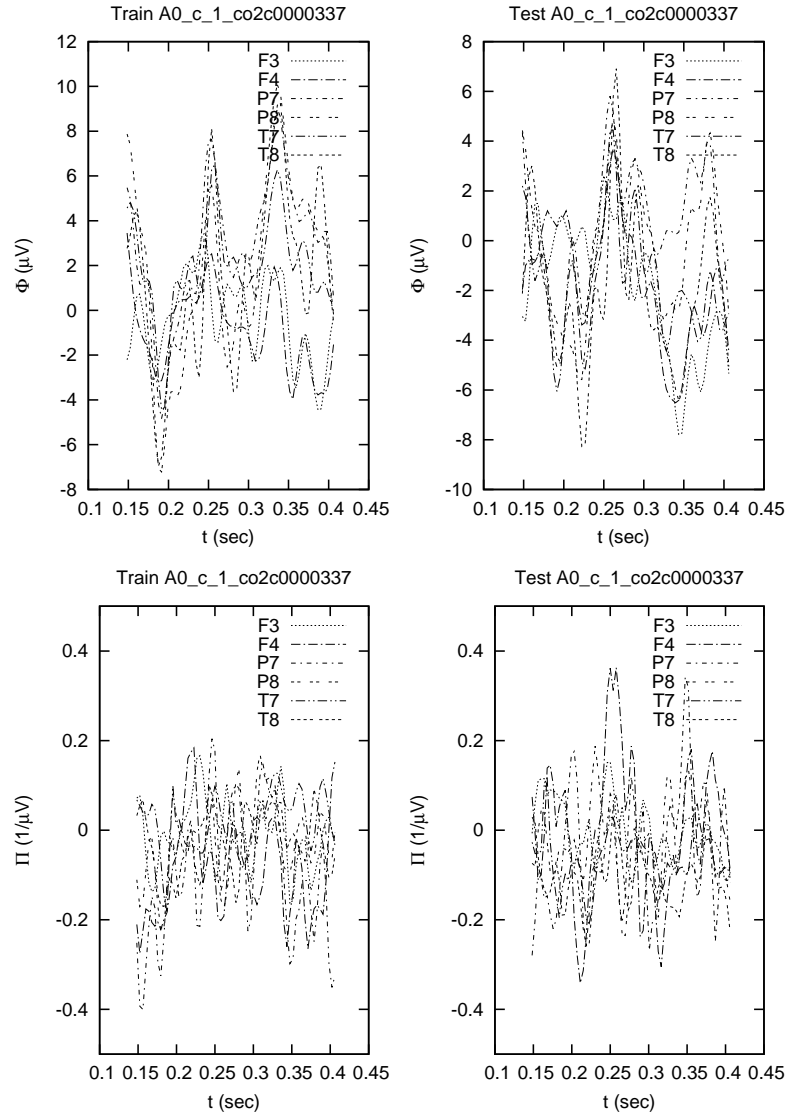 Train A0_c_1_co2c0000337
12
10
8
6
4
2
0
-2
-4
-6
-8
0.1 0.15 0.2 0.25 0.3 0.35 0.4 0.45
Φ (μV)
t (sec)
F3
F4
P7
P8
T7
T8
Test A0_c_1_co2c0000337
8
6
4
2
0
-2
-4
-6
-8
-10
0.1 0.15 0.2 0.25 0.3 0.35 0.4 0.45
Φ (μV)
t (sec)
F3
F4
P7
P8
T7
T8
Train A0_c_1_co2c0000337
0.4
0.2
0
-0.2
-0.4
0.1 0.15 0.2 0.25 0.3 0.35 0.4 0.45
Π (1/μV)
t (sec)
F3
F4
P7
P8
T7
T8
Test A0_c_1_co2c0000337
0.4
0.2
0
-0.2
-0.4
0.1 0.15 0.2 0.25 0.3 0.35 0.4 0.45
Π (1/μV)
t (sec)
F3
F4
P7
P8
T7
T8